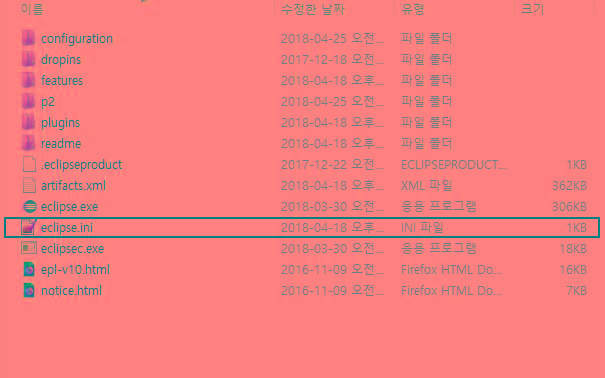 이름 수정한 날짜 유형 크기
configuration 2018-04-25 오전... 파일 폴더
dropins 2017-12-18 오전... 파일 폴더
features 2018-04-18 오후... 파일 폴더
p2 2018-04-25 오전... 파일 폴더
plugins 2018-04-18 오후... 파일 폴더
readme 2018-04-18 오후... 파일 폴더
.eclipseproduct 2017-12-22 오전... ECLIPSEPRODUCT... 1KB
artifacts.xml 2018-04-18 오후... XML 파일 362KB
eclipse.exe 2018-03-30 오전... 응용 프로그램 306KB
eclipse.ini 2018-04-18 오후... INI 파일 1KB
eclipsec.exe 2018-03-30 오전... 응용 프로그램 18KB
epl-v10.html 2016-11-09 오전... Firefox HTML Do... 16KB
notice.html 2016-11-09 오전... Firefox HTML Do... 7KB